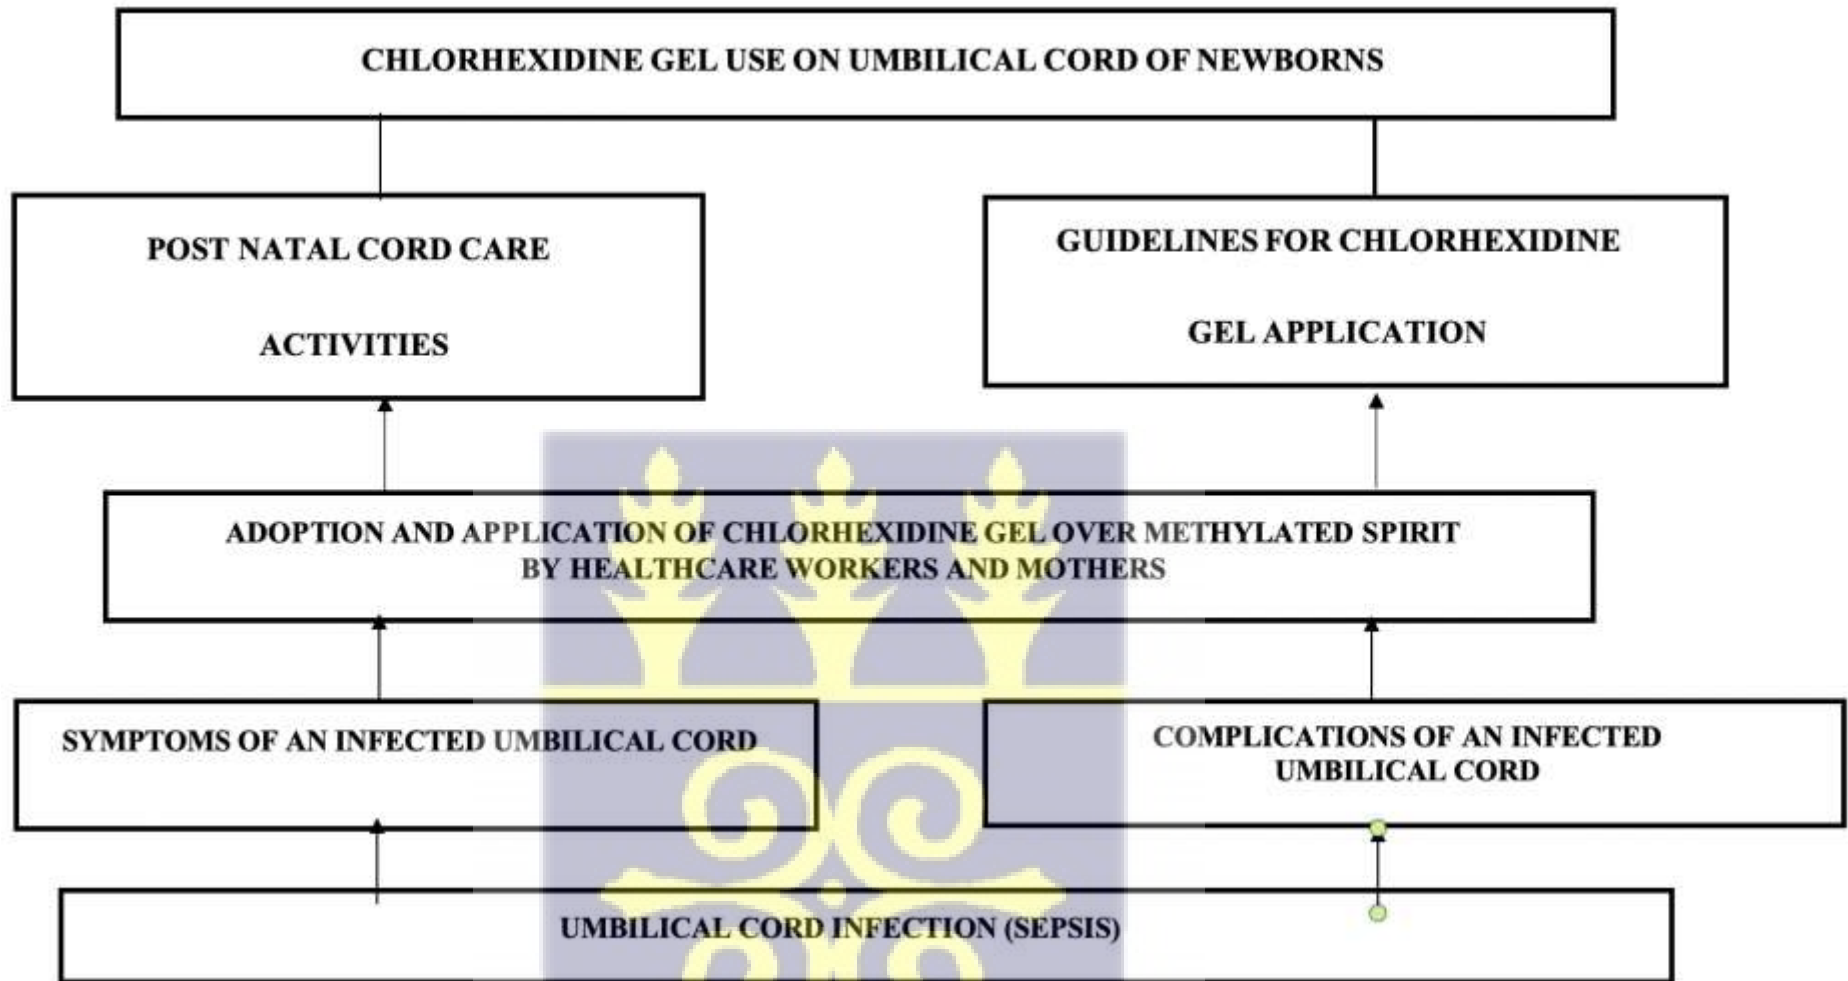 CHLORHEXIDINE GEL USE ON UMBILICAL CORD OF NEWBORNS
POST NATAL CORD CARE
ACTIVITIES
GUIDELINES FOR CHLORHEXIDINE
GEL APPLICATION
ADOPTION AND APPLICATION OF CHLORHEXIDINE GEL OVER METHYLATED SPIRIT
BY HEALTHCARE WORKERS AND MOTHERS
SYMPTOMS OF AN INFECTED UMBILICAL CORD
COMPLICATIONS OF AN INFECTED
UMBILICAL CORD
UMBILICAL CORD INFECTION (SEPSIS)